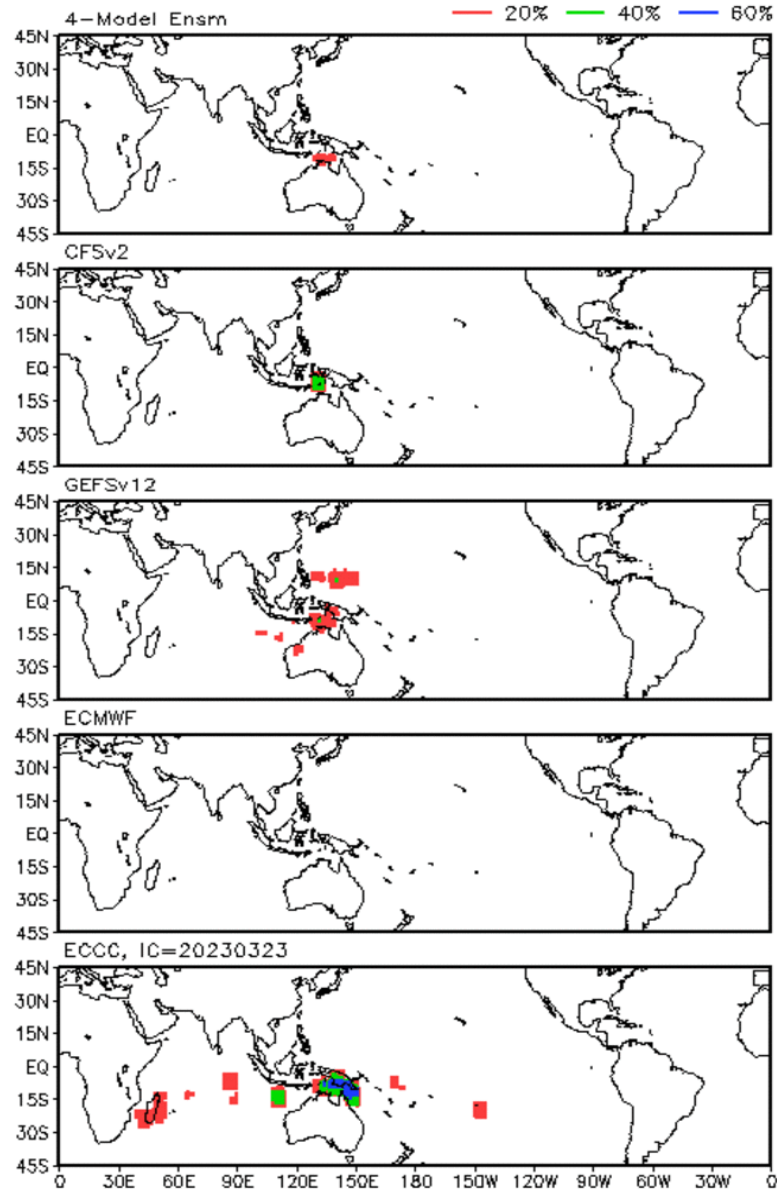 4-Model Ensm 20% 40% 60%
45N
30N
15N
EQ
15S
30S
45S
CFSv2
45N
30N
15N
EQ
15S
30S
45S
GEFSv12
45N
30N
15N
EQ
15S
30S
45S
ECMWF
45N
30N
15N
EQ
15S
30S
45S
ECCC, IC=20230323
45N
30N
15N
EQ
15S
30S
45S
0 30E 60E 90E 120E 150E 180 150W 120W 90W 60W 30W 0